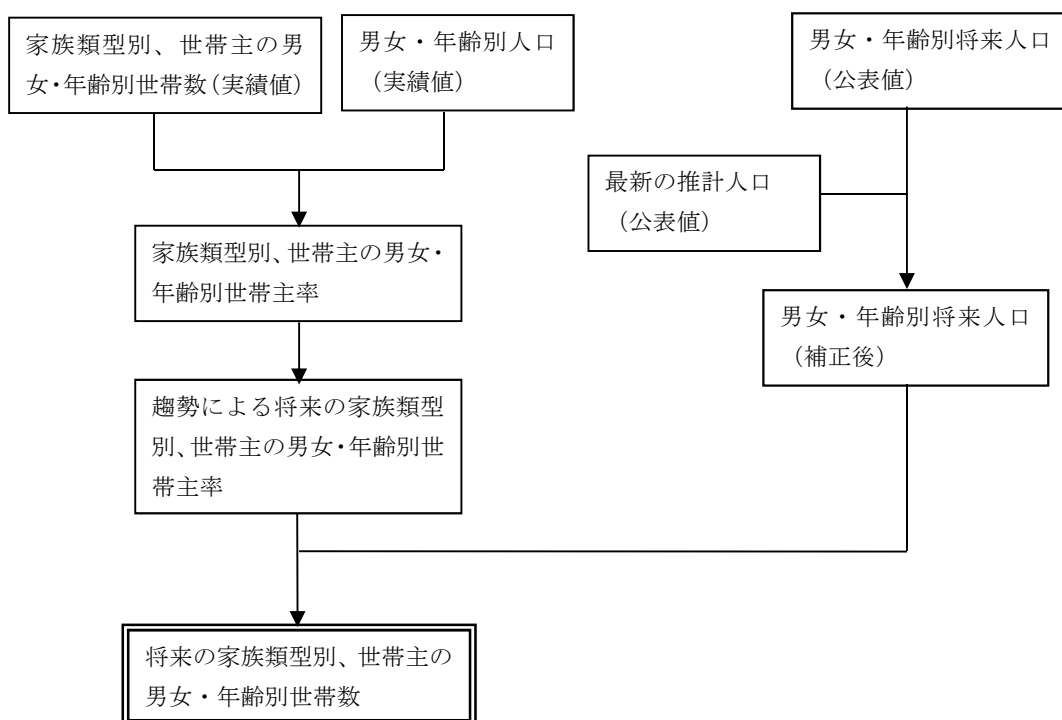 家族類型別、世帯主の男
女・年齢別世帯数（実績値）
男女・年齢別人口
（実績値）
男女・年齢別将来人口
（公表値）
最新の推計人口
（公表値）
家族類型別、世帯主の男女・
年齢別世帯主率
男女・年齢別将来人口
（補正後）
趨勢による将来の家族類型
別、世帯主の男女・年齢別世
帯主率
将来の家族類型別、世帯主の
男女・年齢別世帯数